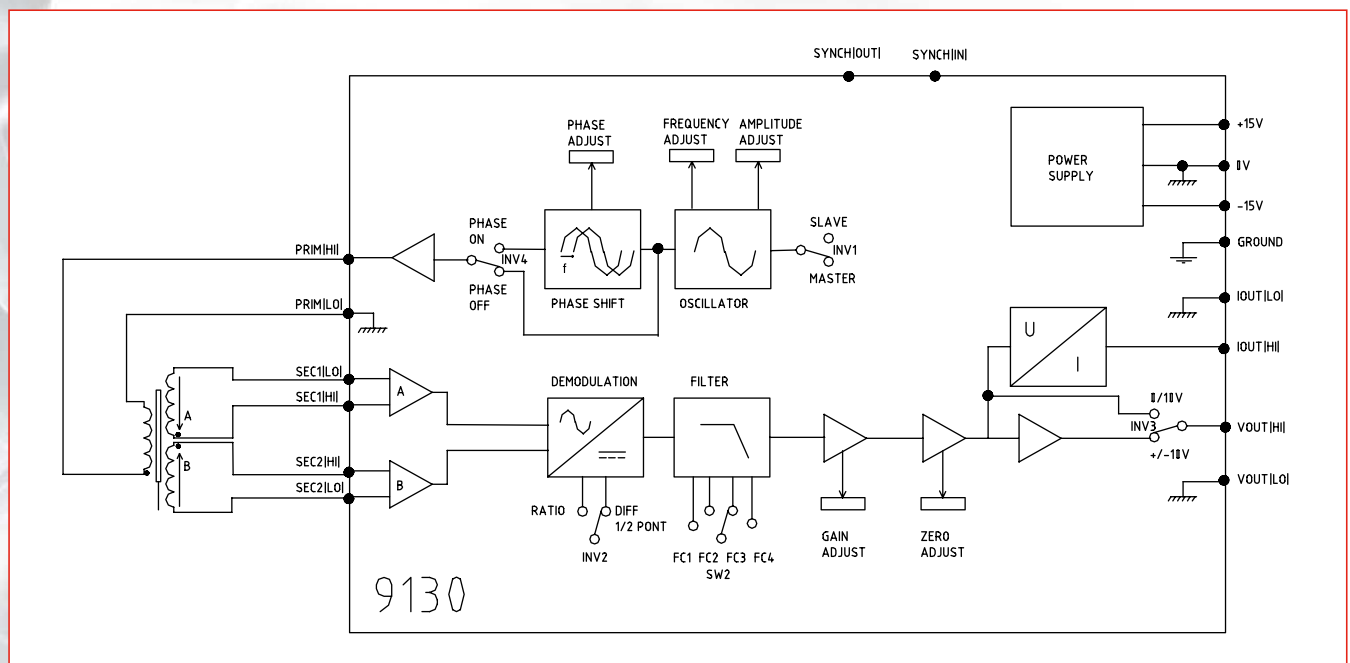 SYNCH|OUT|
SYNCH|IN|
PHASE
ADJUST
FREQUENCY
ADJUST
AMPLITUDE
ADJUST
+15V
POWER
SUPPLY
0V
-15V
GROUND
PHASE
ON
SLAVE
PRIM|HI|
INV4
INV1
f
MASTER
PHASE
OFF
PHASE SHIFT
OSCILLATOR
PRIM|LO|
IOUT|LO|
U
I
IOUT|HI|
SEC1|LO|
A
DEMODULATION
FILTER
SEC1|HI|
0/10V
A
INV3
VOUT|HI|
+/-10V
B
SEC2|HI|
B
SEC2|LO|
VOUT|LO|
RATIO
DIFF
1/2 PONT
INV2
FC1 FC2 FC3 FC4
SW2
GAIN
ADJUST
ZERO
ADJUST
9130